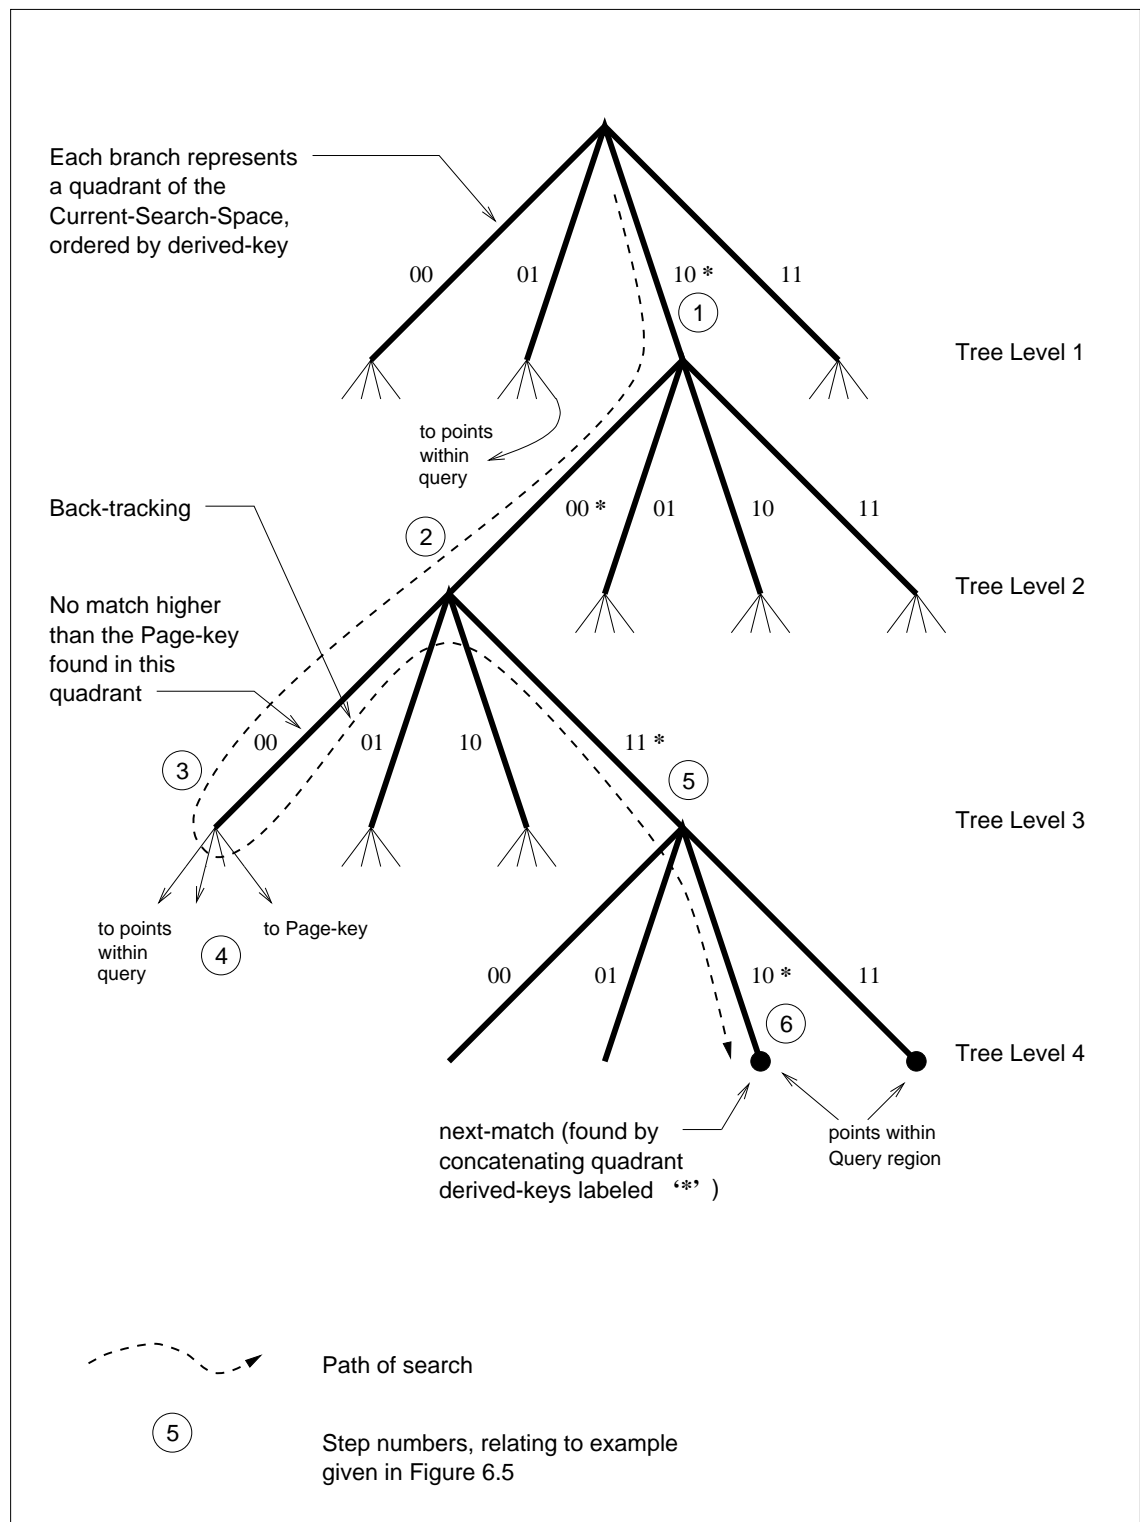 Each branch represents
a quadrant of the
Current-Search-Space,
ordered by derived-key
00
01
10 *
11
1
Tree Level 1
to points
within
query
Back-tracking
2
00 *
01
10
11
Tree Level 2
No match higher
than the Page-key
found in this
quadrant
3
00
01
10
11 *
5
Tree Level 3
to points
within
query
4
to Page-key
00
01
10 *
11
6
Tree Level 4
next-match (found by
concatenating quadrant
derived-keys labeled ‘*’ )
points within
Query region
Path of search
5
Step numbers, relating to example
given in Figure 6.5